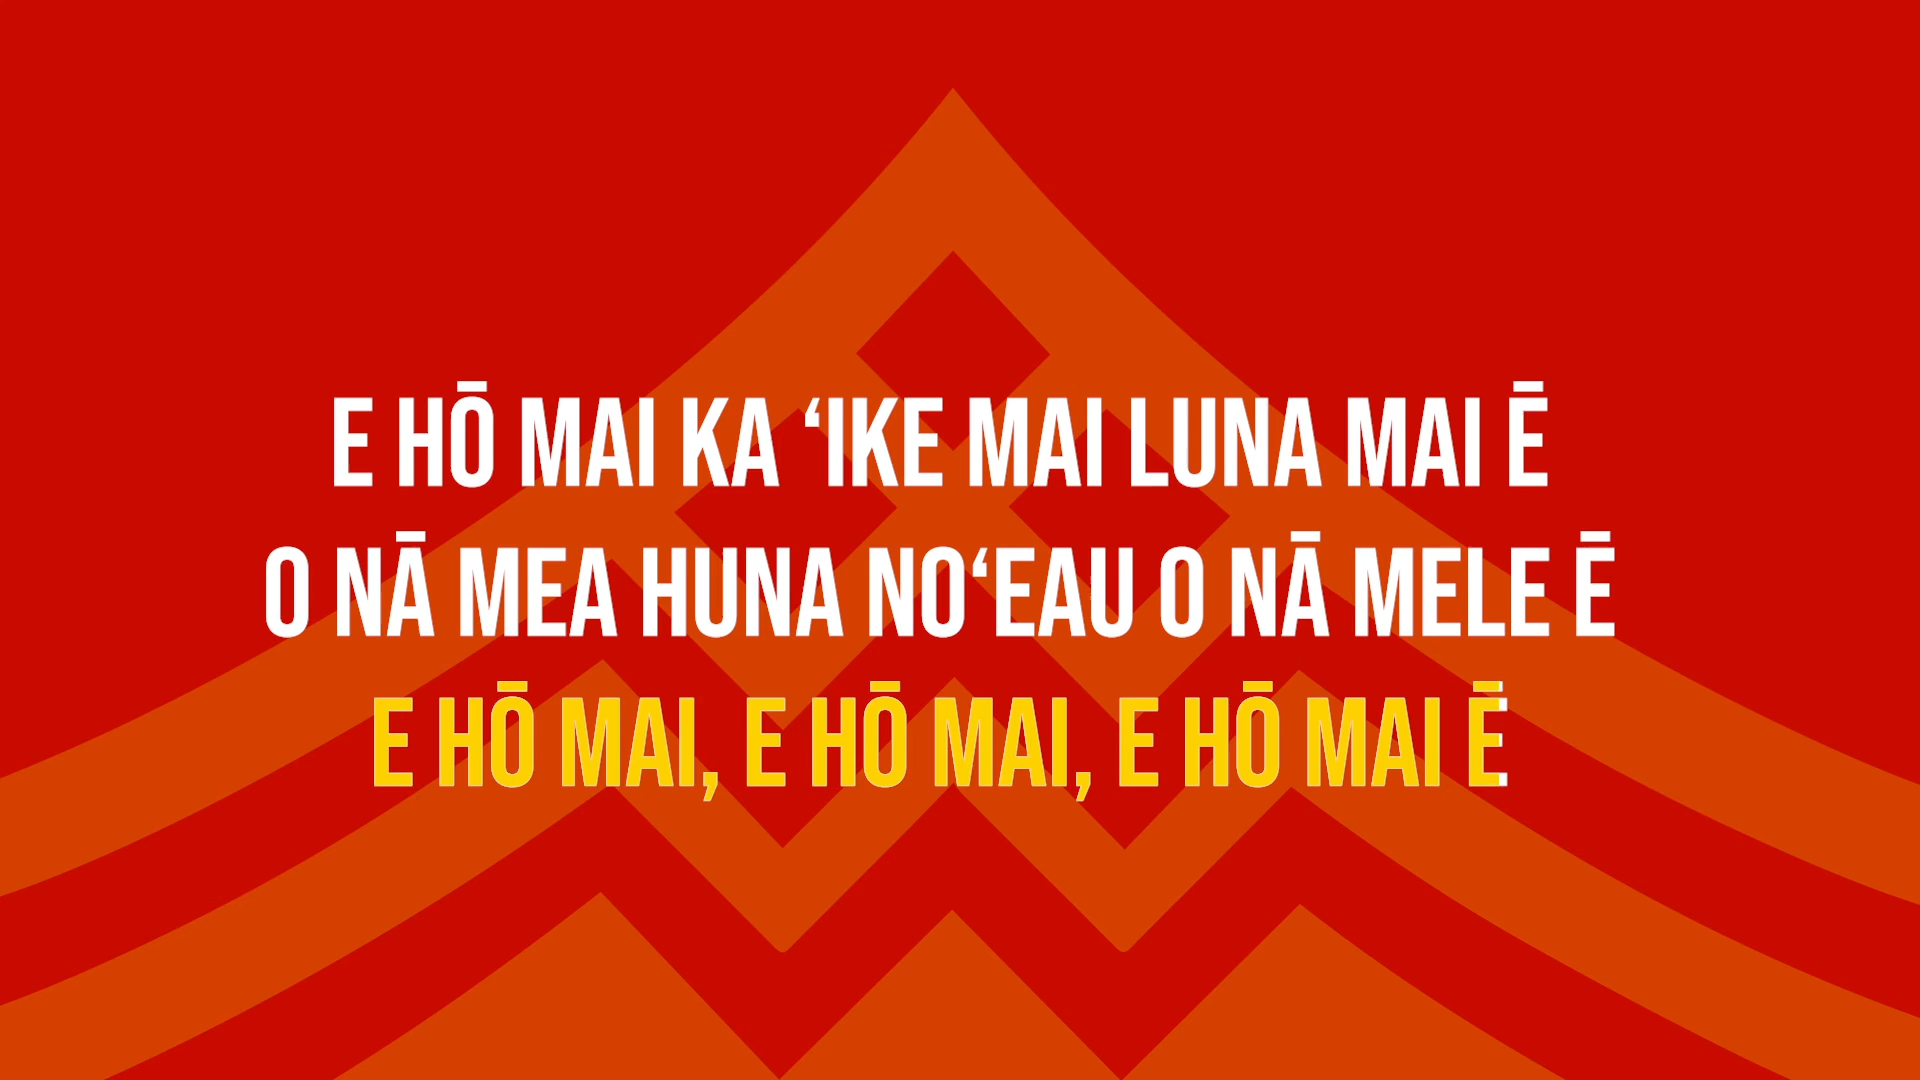 E HŌ MAI KA ʻIKE MAI LUNA MAI Ē
O NĀ MEA HUNA NOʻEAU O NĀ MELE Ē
E HŌ MAI, E HŌ MAI, E HŌ MAI Ē